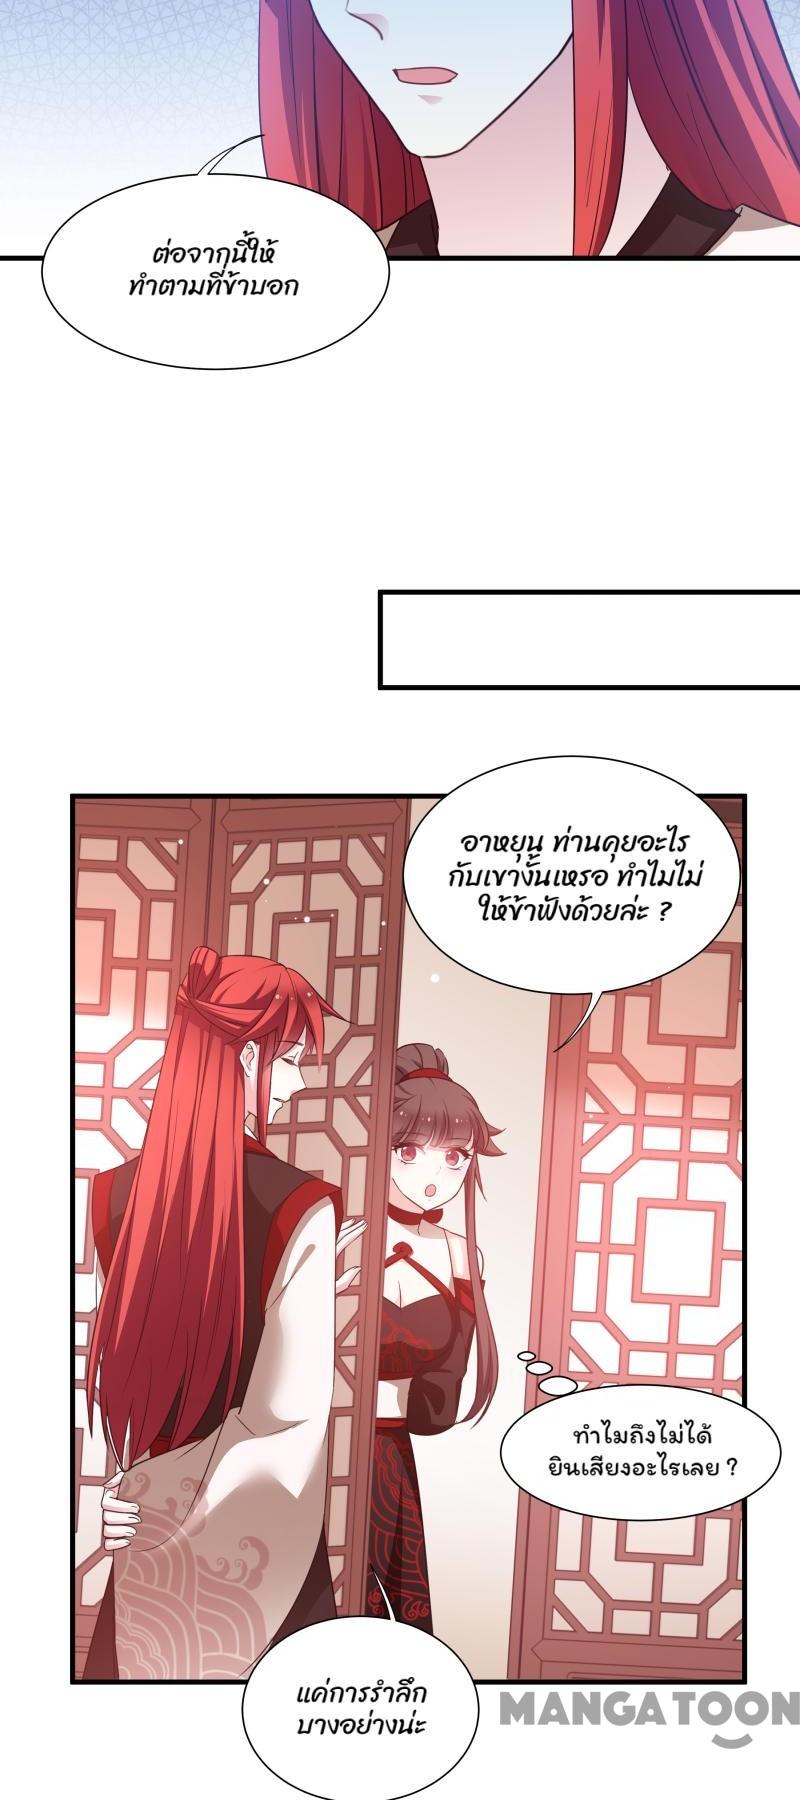 ต่อจากนี้ให้
ทำตามที่ข้าบอก
อาหยุน ท่านคุยอะไร
กับเขางั้นเหรอ ทำไมไม่
ให้ข้าฟังด้วยล่ะ ?
ทำไมถึงไม่ได้
ยินเสียงอะไรเลย ?
แค่การรำลึก
บางอย่างน่ะ
MANGATOON